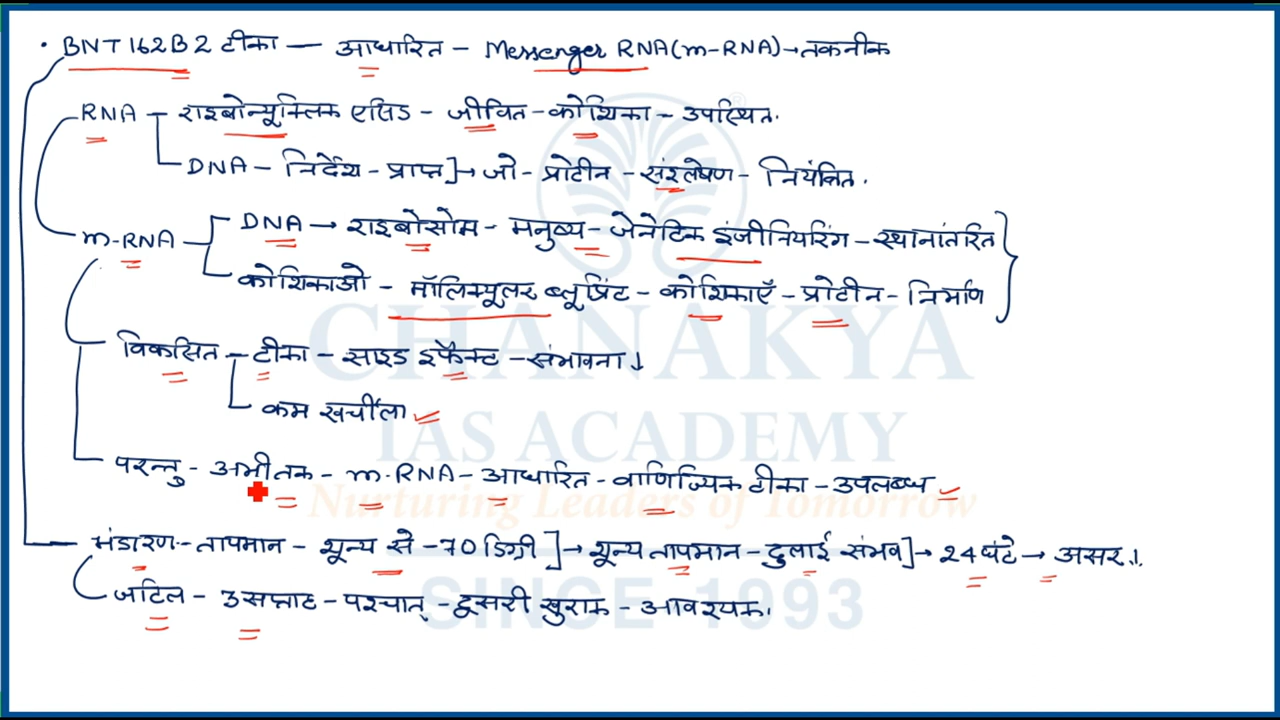 • BNT162B2 टीका — आधारित - Messenger RNA (m-RNA) → तकनीक
RNA - राइबोन्यूक्लिक एसिड - जीवित - कोशिका - उपस्थित.
DNA - निर्देश - प्राप्त ] → जो - प्रोटीन - संश्लेषण - नियंत्रित.
m-RNA - DNA → राइबोसोम - मनुष्य - जेनेटिक इंजीनियरिंग - स्थानांतरित
कोशिकाओ - मॉलिक्यूलर ब्लू प्रिंट - कोशिकाएँ - प्रोटीन - निर्माण
CHANAKYA
विकसित - टीका - साइड इफैक्ट - संभावना ↓
कम खर्चीला ✓
IAS ACADEMY
परन्तु - अभीतक - m-RNA - आधारित - वाणिज्यिक टीका - उपलब्ध ✓
Nurturing Leaders of Tomorrow
भंडारण - तापमान - शून्य से -70 डिग्री ] → शून्य तापमान - ढुलाई संभव ] → 24 घंटे → असर ↓.
जटिल - 3 सप्ताह - पश्चात् - दूसरी खुराक - आवश्यक.
SINCE 1993